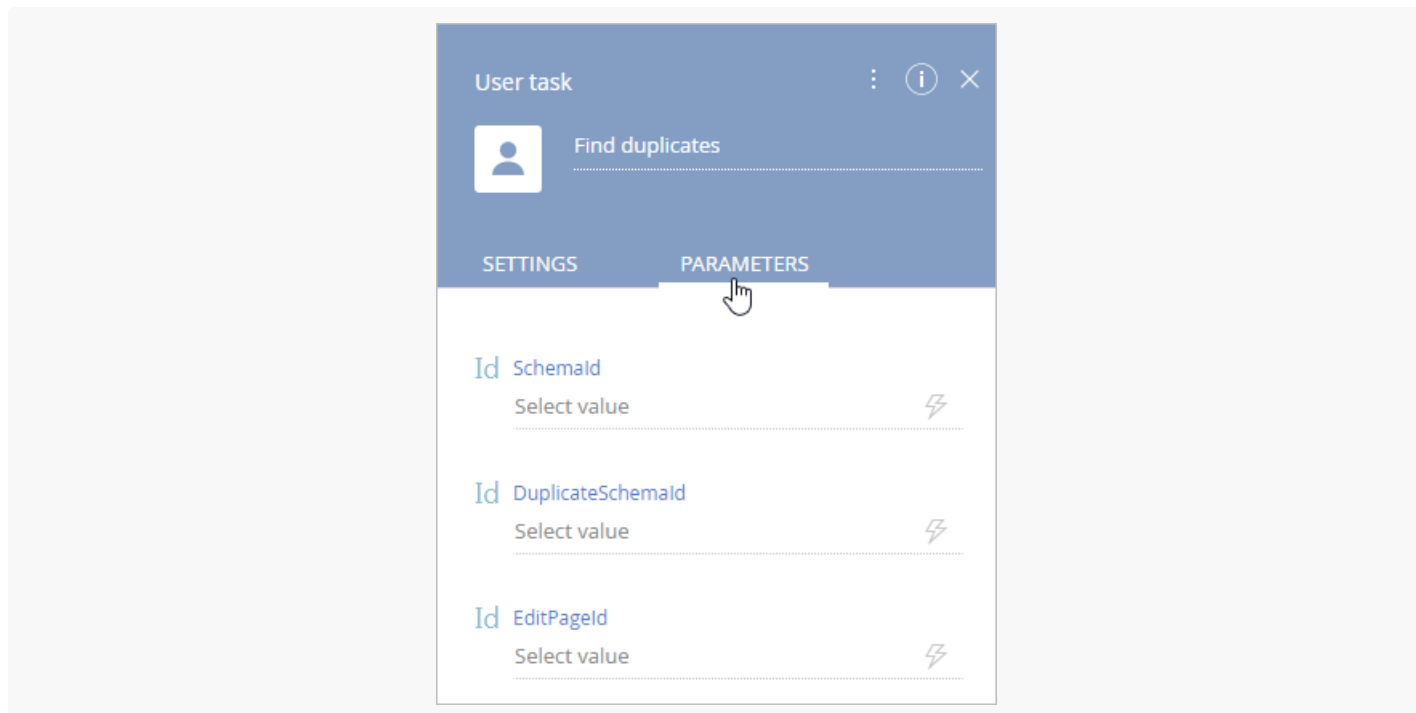 User task
Find duplicates
SETTINGS PARAMETERS
Id SchemaId
Select value
Id DuplicateSchemaId
Select value
Id EditPageId
Select value